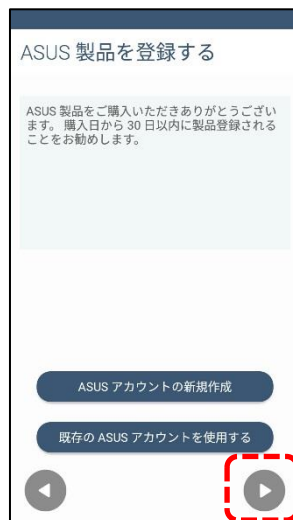 ASUS 製品を登録する
ASUS 製品をご購入いただきありがとうござい
ます。 購入日から 30 日以内に製品登録される
ことをお勧めします。
ASUS アカウントの新規作成
既存の ASUS アカウントを使用する